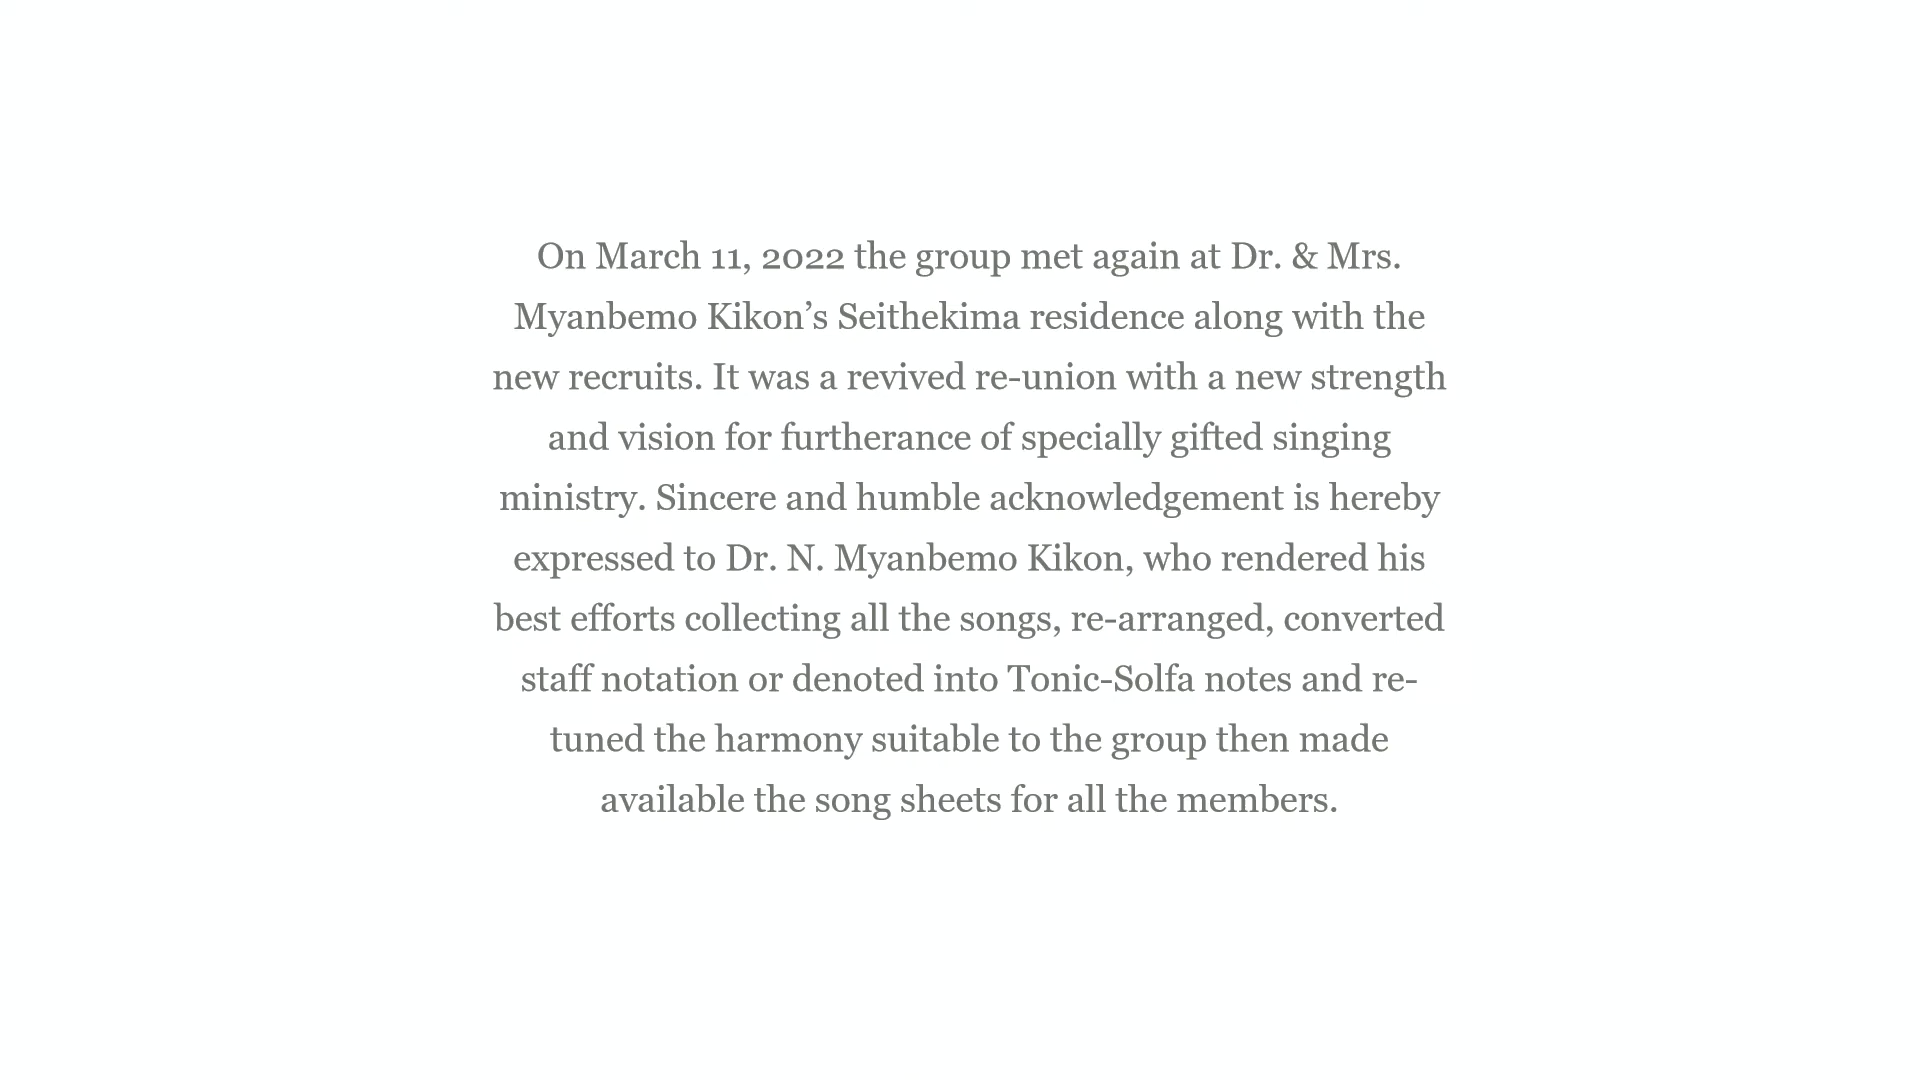 On March 11, 2022 the group met again at Dr. & Mrs.
Myanbemo Kikon’s Seithekima residence along with the
new recruits. It was a revived re-union with a new strength
and vision for furtherance of specially gifted singing
ministry. Sincere and humble acknowledgement is hereby
expressed to Dr. N. Myanbemo Kikon, who rendered his
best efforts collecting all the songs, re-arranged, converted
staff notation or denoted into Tonic-Solfa notes and re-
tuned the harmony suitable to the group then made
available the song sheets for all the members.